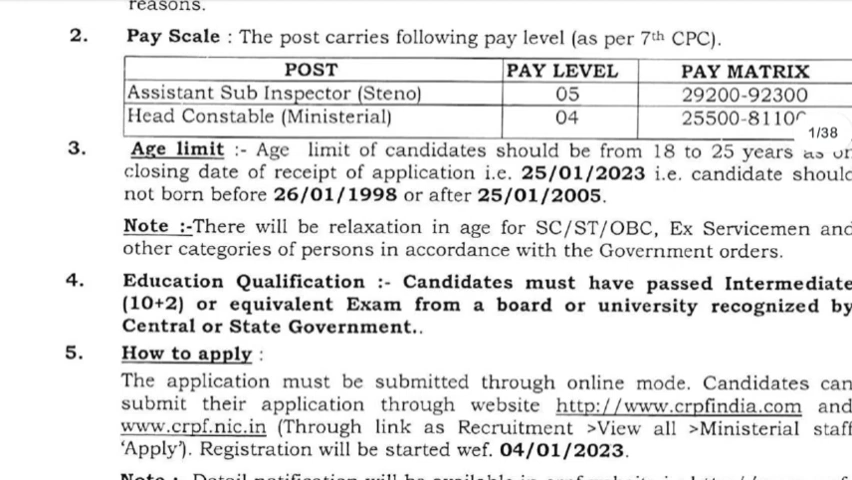 reasons.
2. Pay Scale : The post carries following pay level (as per 7th CPC).
POST PAY LEVEL PAY MATRIX
Assistant Sub Inspector (Steno) 05 29200-92300
Head Constable (Ministerial) 04 25500-8110
1/38
3. Age limit :- Age limit of candidates should be from 18 to 25 years as on
closing date of receipt of application i.e. 25/01/2023 i.e. candidate should
not born before 26/01/1998 or after 25/01/2005.
Note :-There will be relaxation in age for SC/ST/OBC, Ex Servicemen and
other categories of persons in accordance with the Government orders.
4. Education Qualification :- Candidates must have passed Intermediate
(10+2) or equivalent Exam from a board or university recognized by
Central or State Government..
5. How to apply :
The application must be submitted through online mode. Candidates can
submit their application through website http://www.crpfindia.com and
www.crpf.nic.in (Through link as Recruitment >View all >Ministerial staff
‘Apply’). Registration will be started wef. 04/01/2023.